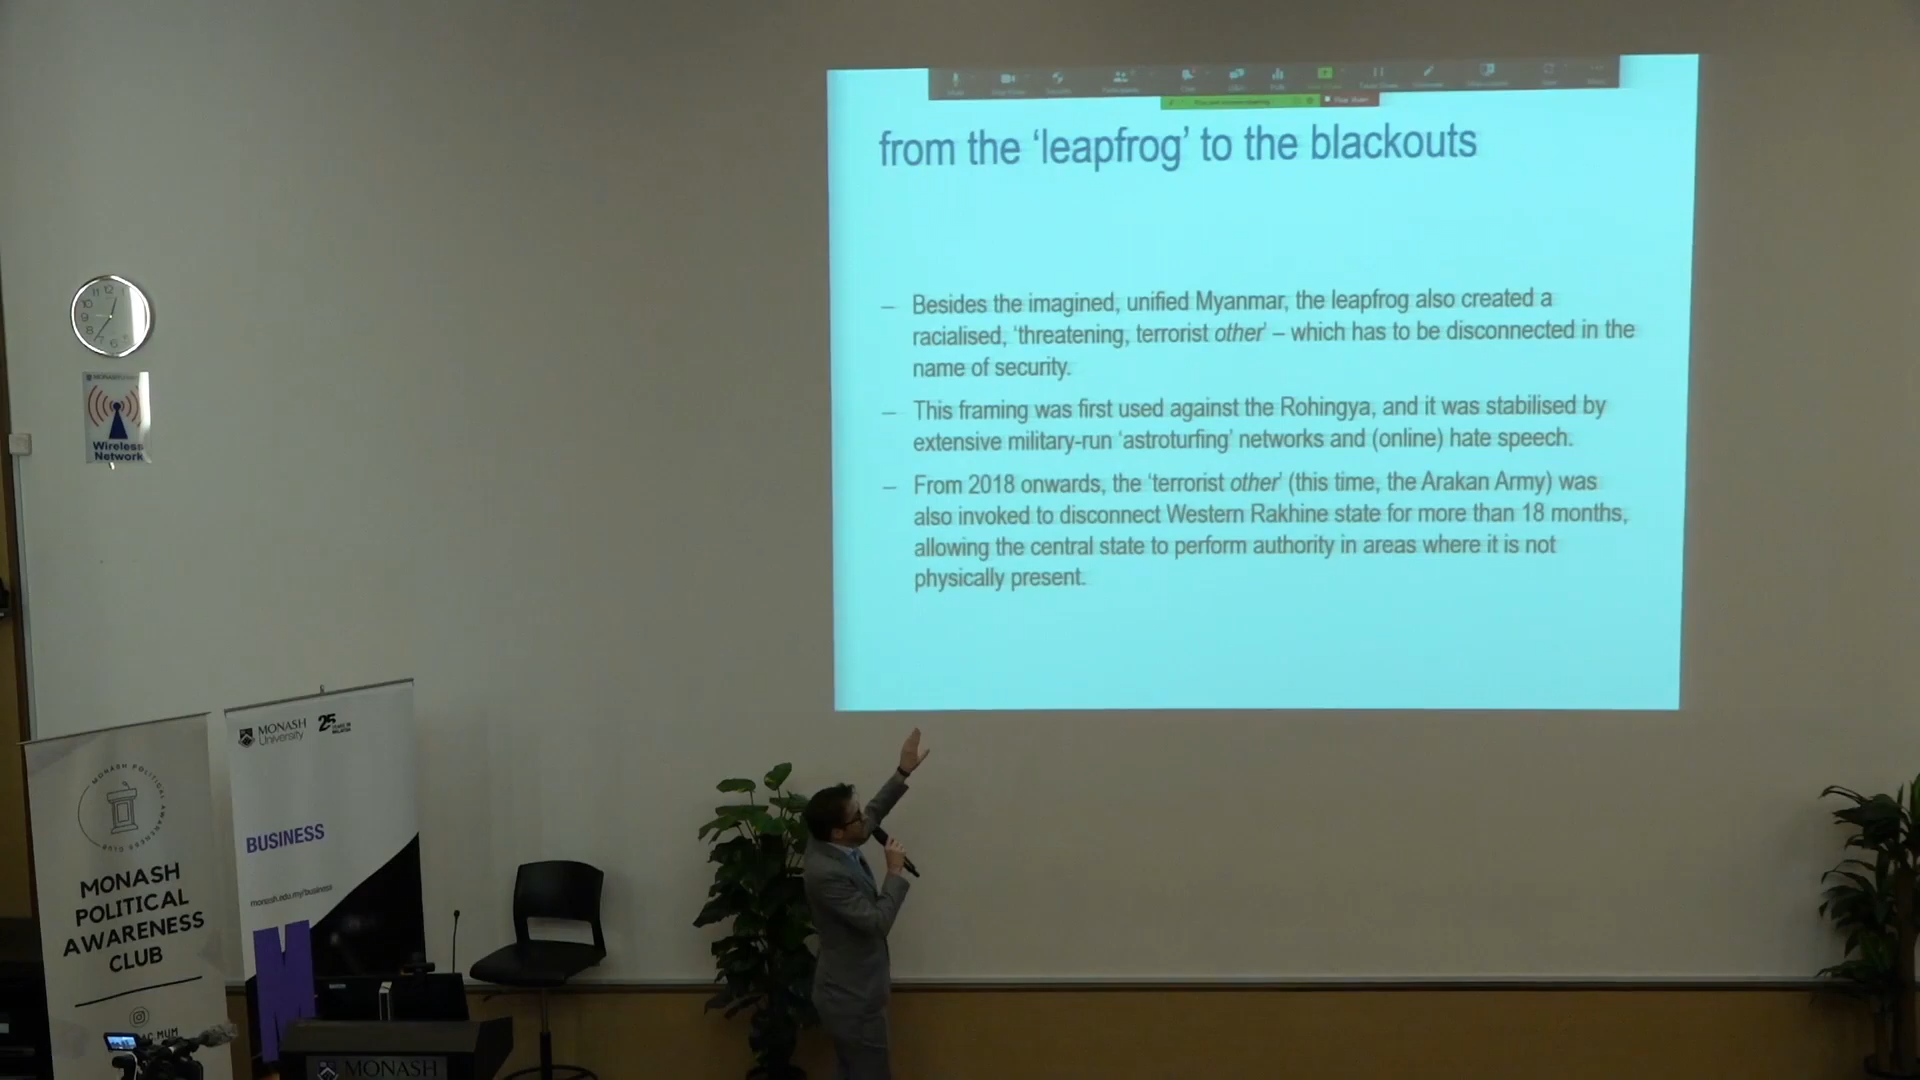 from the ‘leapfrog’ to the blackouts
– Besides the imagined, unified Myanmar, the leapfrog also created a
racialised, ‘threatening, terrorist other’ – which has to be disconnected in the
name of security.
– This framing was first used against the Rohingya, and it was stabilised by
extensive military-run ‘astroturfing’ networks and (online) hate speech.
– From 2018 onwards, the ‘terrorist other’ (this time, the Arakan Army) was
also invoked to disconnect Western Rakhine state for more than 18 months,
allowing the central state to perform authority in areas where it is not
physically present.
Wireless
Network
MONASH
University
25
BUSINESS
monash.edu.my/business
MONASH POLITICAL AWARENESS CLUB
MONASH
POLITICAL
AWARENESS
CLUB
MONASH